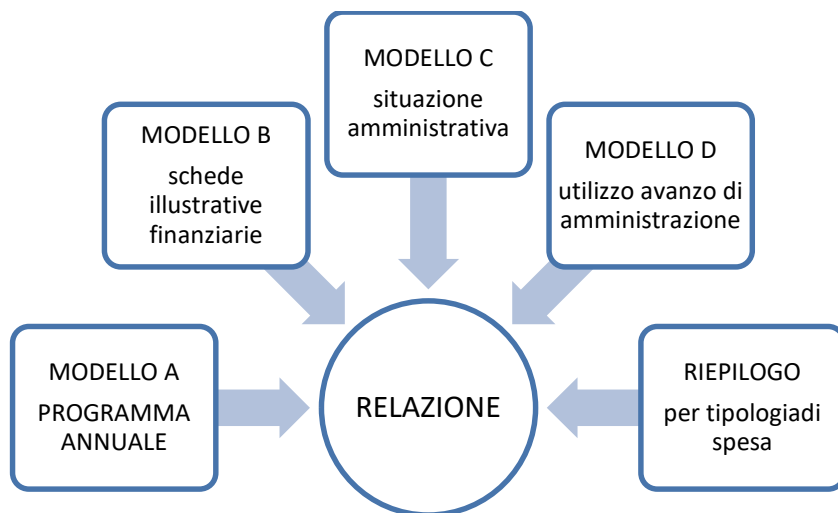 MODELLO A
PROGRAMMA
ANNUALE
MODELLO B
schede
illustrative
finanziarie
MODELLO C
situazione
amministrativa
MODELLO D
utilizzo avanzo di
amministrazione
RIEPILOGO
per tipologiadi
spesa
RELAZIONE